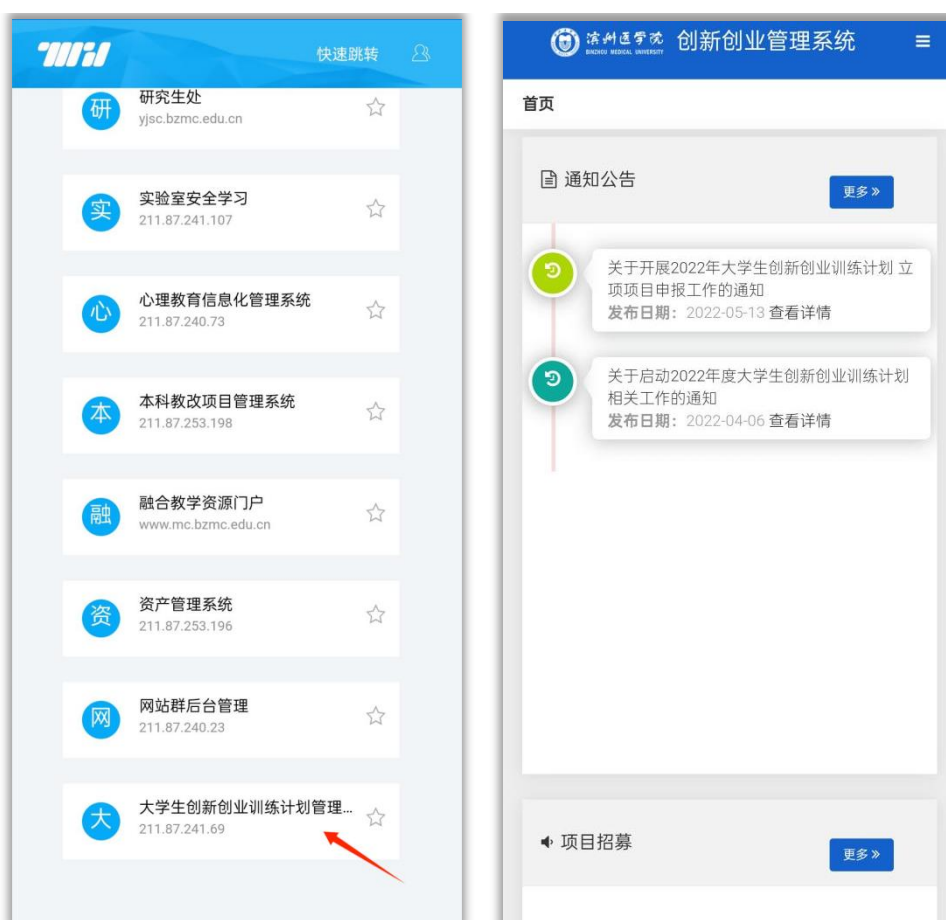 快速跳转
研
研究生处
yjsc.bzmc.edu.cn
实
实验室安全学习
211.87.241.107
心
心理教育信息化管理系统
211.87.240.73
本
本科教改项目管理系统
211.87.253.198
融
融合教学资源门户
www.mc.bzmc.edu.cn
资
资产管理系统
211.87.253.196
网
网站群后台管理
211.87.240.23
大
大学生创新创业训练计划管理...
211.87.241.69
滨州医学院 创新创业管理系统
BINZHOU MEDICAL UNIVERSITY
首页
通知公告
更多»
关于开展2022年大学生创新创业训练计划 立
项项目申报工作的通知
发布日期：2022-05-13 查看详情
关于启动2022年度大学生创新创业训练计划
相关工作的通知
发布日期：2022-04-06 查看详情
项目招募
更多»